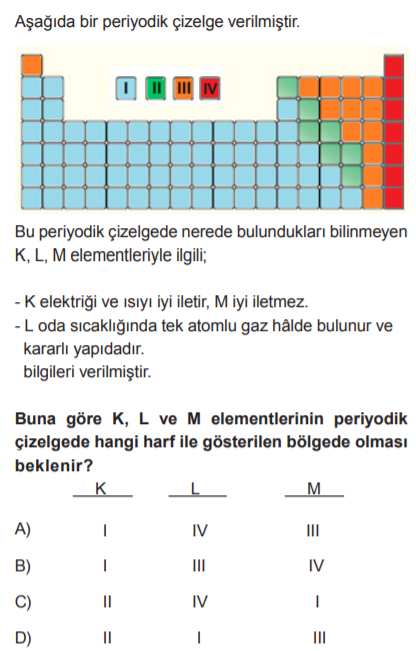 Aşağıda bir periyodik çizelge verilmiştir.
I II III IV
Bu periyodik çizelgede nerede bulundukları bilinmeyen
K, L, M elementleriyle ilgili;
- K elektriği ve ısıyı iyi iletir, M iyi iletmez.
- L oda sıcaklığında tek atomlu gaz hâlde bulunur ve
kararlı yapıdadır.
bilgileri verilmiştir.
Buna göre K, L ve M elementlerinin periyodik
çizelgede hangi harf ile gösterilen bölgede olması
beklenir?
K L M
A) I IV III
B) I III IV
C) II IV I
D) II I III